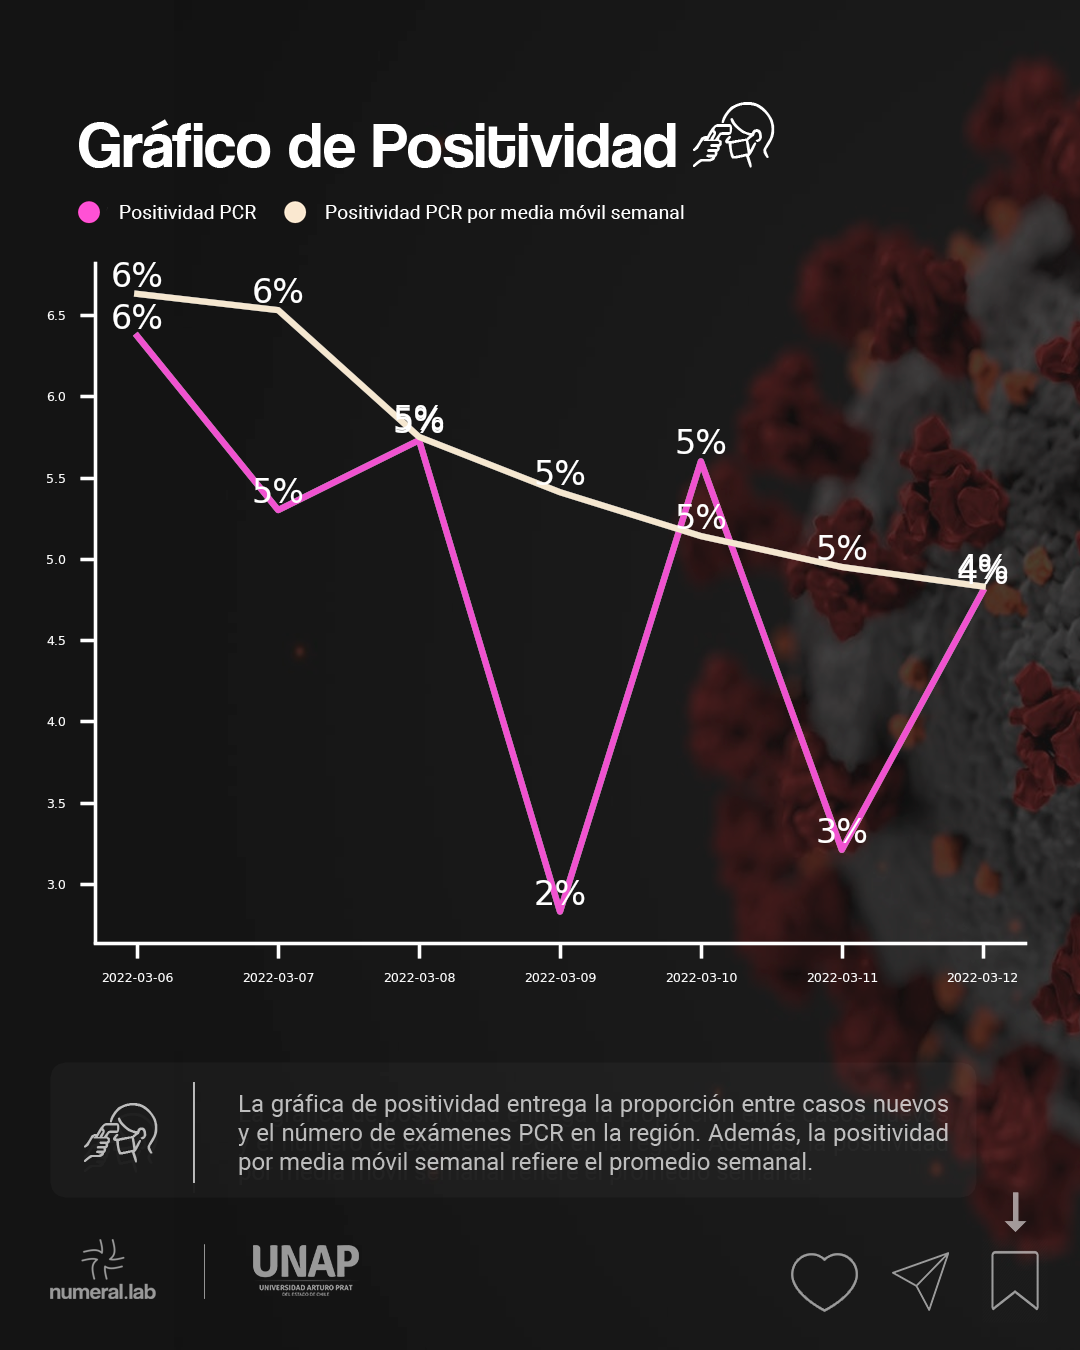 Gráfico de Positividad
Positividad PCR
Positividad PCR por media móvil semanal
6%
6%
6%
5%
5%
5%
5%
2%
5%
5%
5%
3%
4%
4%
6.5
6.0
5.5
5.0
4.5
4.0
3.5
3.0
2022-03-06 2022-03-07 2022-03-08 2022-03-09 2022-03-10 2022-03-11 2022-03-12
La gráfica de positividad entrega la proporción entre casos nuevos
y el número de exámenes PCR en la región. Además, la positividad
por media móvil semanal refiere el promedio semanal.
numeral.lab
UNAP
UNIVERSIDAD ARTURO PRAT
DEL ESTADO DE CHILE